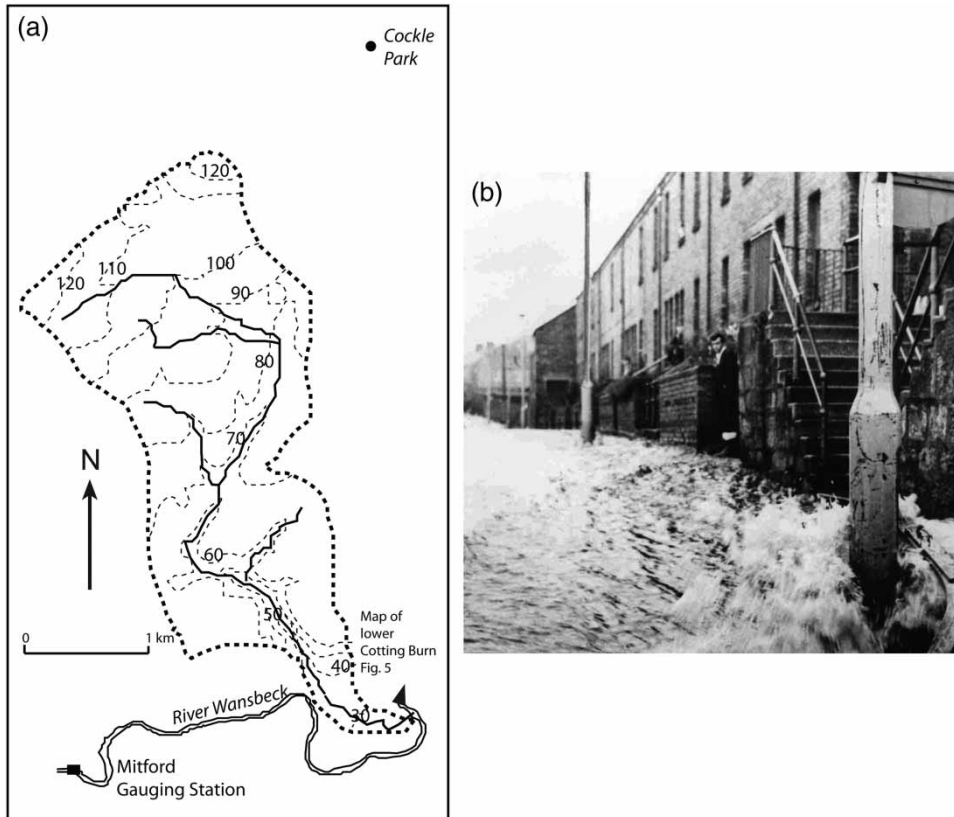 (a)
Cockle
Park
120
100
110
120
90
80
70
N
60
50
Map of
lower
Cotting Burn
Fig. 5
0 1 km
40
River Wansbeck
30
Mitford
Gauging Station
(b)